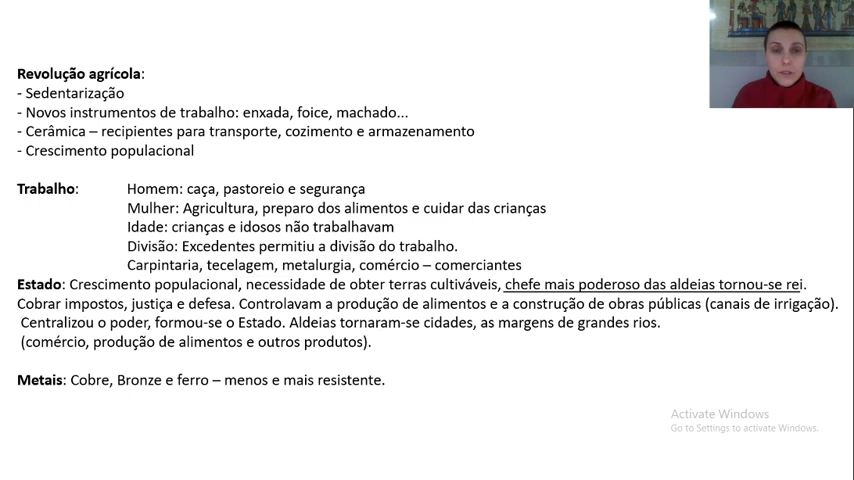 Revolução agrícola:
- Sedentarização
- Novos instrumentos de trabalho: enxada, foice, machado...
- Cerâmica – recipientes para transporte, cozimento e armazenamento
- Crescimento populacional
Trabalho: Homem: caça, pastoreio e segurança
Mulher: Agricultura, preparo dos alimentos e cuidar das crianças
Idade: crianças e idosos não trabalhavam
Divisão: Excedentes permitiu a divisão do trabalho.
Carpintaria, tecelagem, metalurgia, comércio – comerciantes
Estado: Crescimento populacional, necessidade de obter terras cultiváveis, chefe mais poderoso das aldeias tornou-se rei.
Cobrar impostos, justiça e defesa. Controlavam a produção de alimentos e a construção de obras públicas (canais de irrigação).
Centralizou o poder, formou-se o Estado. Aldeias tornaram-se cidades, as margens de grandes rios.
(comércio, produção de alimentos e outros produtos).
Metais: Cobre, Bronze e ferro – menos e mais resistente.
Activate Windows
Go to Settings to activate Windows.